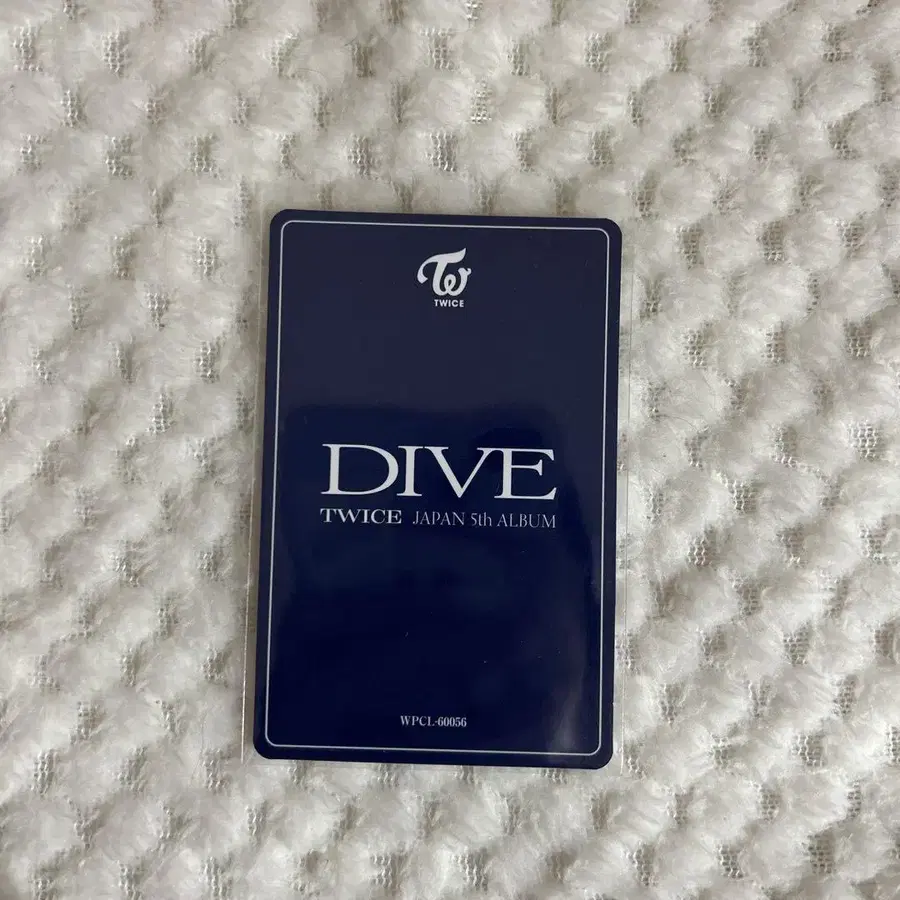 TWICE
DIVE
TWICE JAPAN 5th ALBUM
WPCL-60056